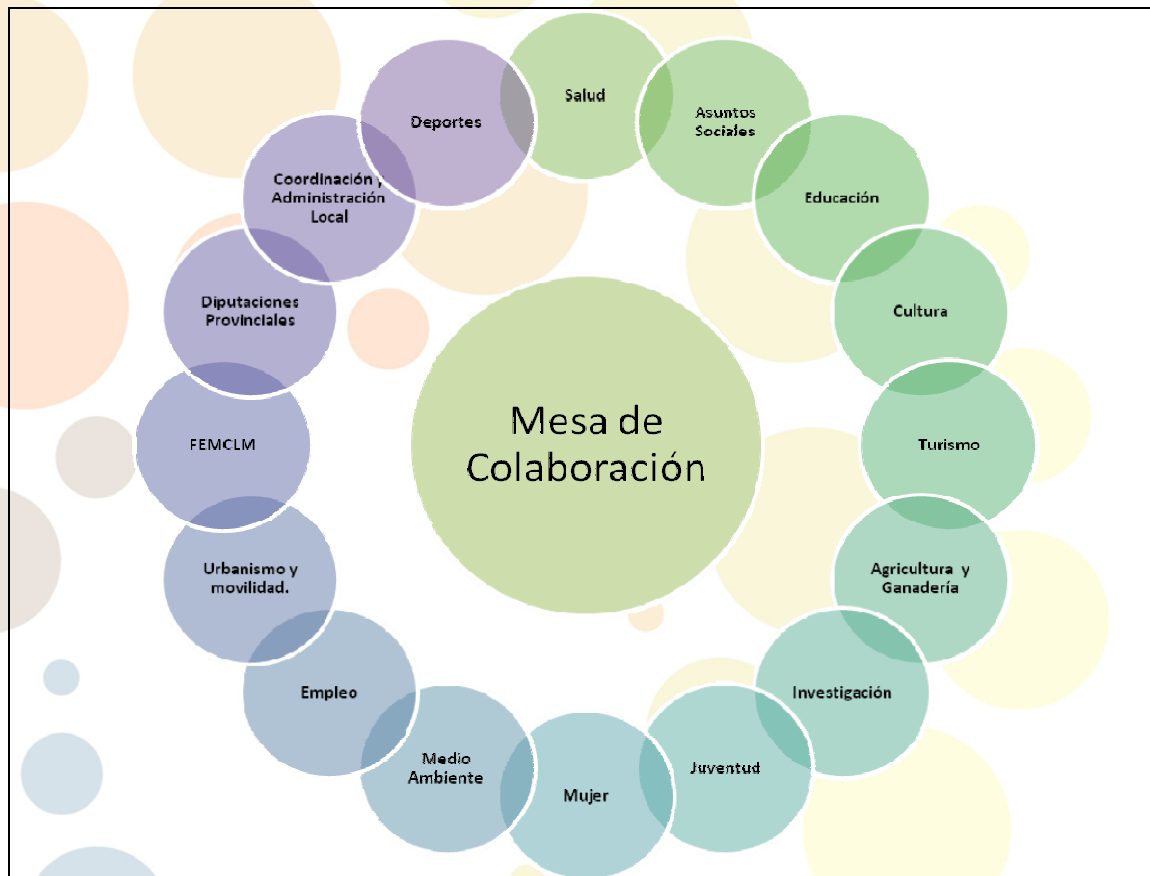 Salud
Asuntos
Sociales
Educación
Cultura
Turismo
Agricultura y
Ganadería
Investigación
Juventud
Mujer
Medio
Ambiente
Empleo
Urbanismo y
movilidad.
FEMCLM
Diputaciones
Provinciales
Coordinación y
Administración
Local
Deportes
Mesa de
Colaboración